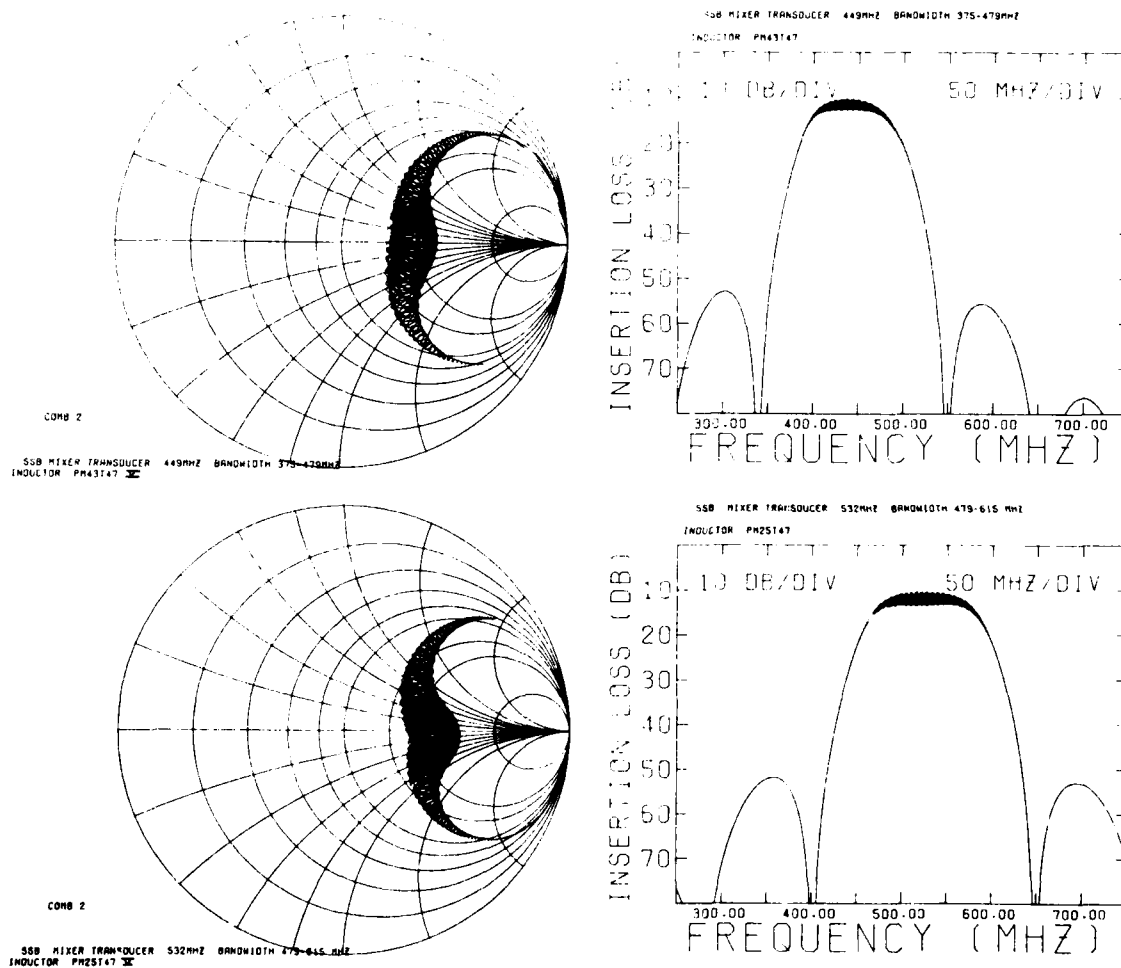 SSB MIXER TRANSDUCER 449MHZ BANDWIDTH 375-479MHZ
INDUCTOR PM43T47
10 DB/DIV 50 MHZ/DIV
INSERTION LOSS
20
30
40
50
60
70
300.00 400.00 500.00 600.00 700.00
FREQUENCY (MHZ)
COMB 2
SSB MIXER TRANSDUCER 449MHZ BANDWIDTH 375-479MHZ
INDUCTOR PM43T47
SSB MIXER TRANSDUCER 532MHZ BANDWIDTH 479-615 MHZ
INDUCTOR PM25T47
10 DB/DIV 50 MHZ/DIV
INSERTION LOSS (DB)
10
20
30
40
50
60
70
300.00 400.00 500.00 600.00 700.00
FREQUENCY (MHZ)
COMB 2
SSB MIXER TRANSDUCER 532MHZ BANDWIDTH 479-615 MHZ
INDUCTOR PM25T47